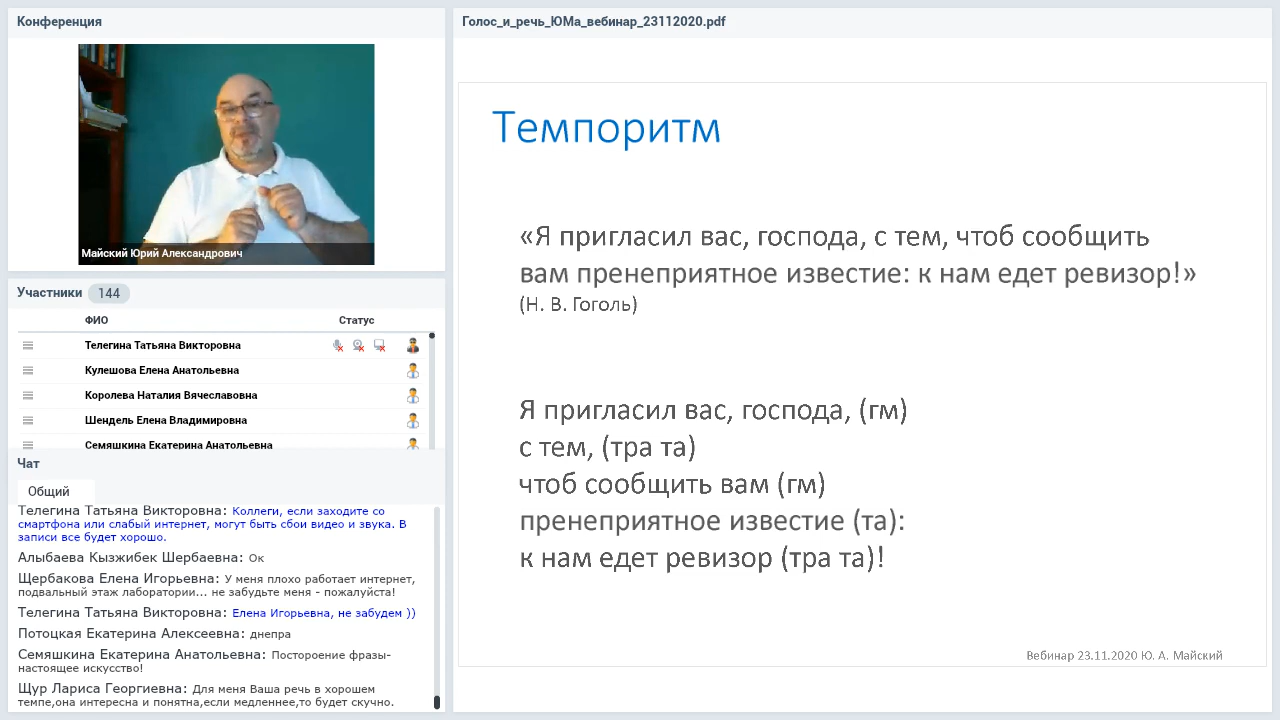 Конференция
Майский Юрий Александрович
Участники 144
ФИО Статус
Телегина Татьяна Викторовна
Кулешова Елена Анатольевна
Королева Наталия Вячеславовна
Шендель Елена Владимировна
Семяшкина Екатерина Анатольевна
Чат
Общий
Телегина Татьяна Викторовна: Коллеги, если заходите со
смартфона или слабый интернет, могут быть сбои видео и звука. В
записи все будет хорошо.
Алыбаева Кызжибек Шербаевна: Ок
Щербакова Елена Игорьевна: У меня плохо работает интернет,
подвальный этаж лаборатории... не забудьте меня - пожалуйста!
Телегина Татьяна Викторовна: Елена Игорьевна, не забудем ))
Потоцкая Екатерина Алексеевна: днепра
Семяшкина Екатерина Анатольевна: Постороение фразы-
настоящее искусство!
Щур Лариса Георгиевна: Для меня Ваша речь в хорошем
темпе,она интересна и понятна,если медленнее,то будет скучно.
Голос_и_речь_ЮМа_вебинар_23112020.pdf
Темпоритм
«Я пригласил вас, господа, с тем, чтоб сообщить
вам пренеприятное известие: к нам едет ревизор!»
(Н. В. Гоголь)
Я пригласил вас, господа, (гм)
с тем, (тра та)
чтоб сообщить вам (гм)
пренеприятное известие (та):
к нам едет ревизор (тра та)!
Вебинар 23.11.2020 Ю. А. Майский